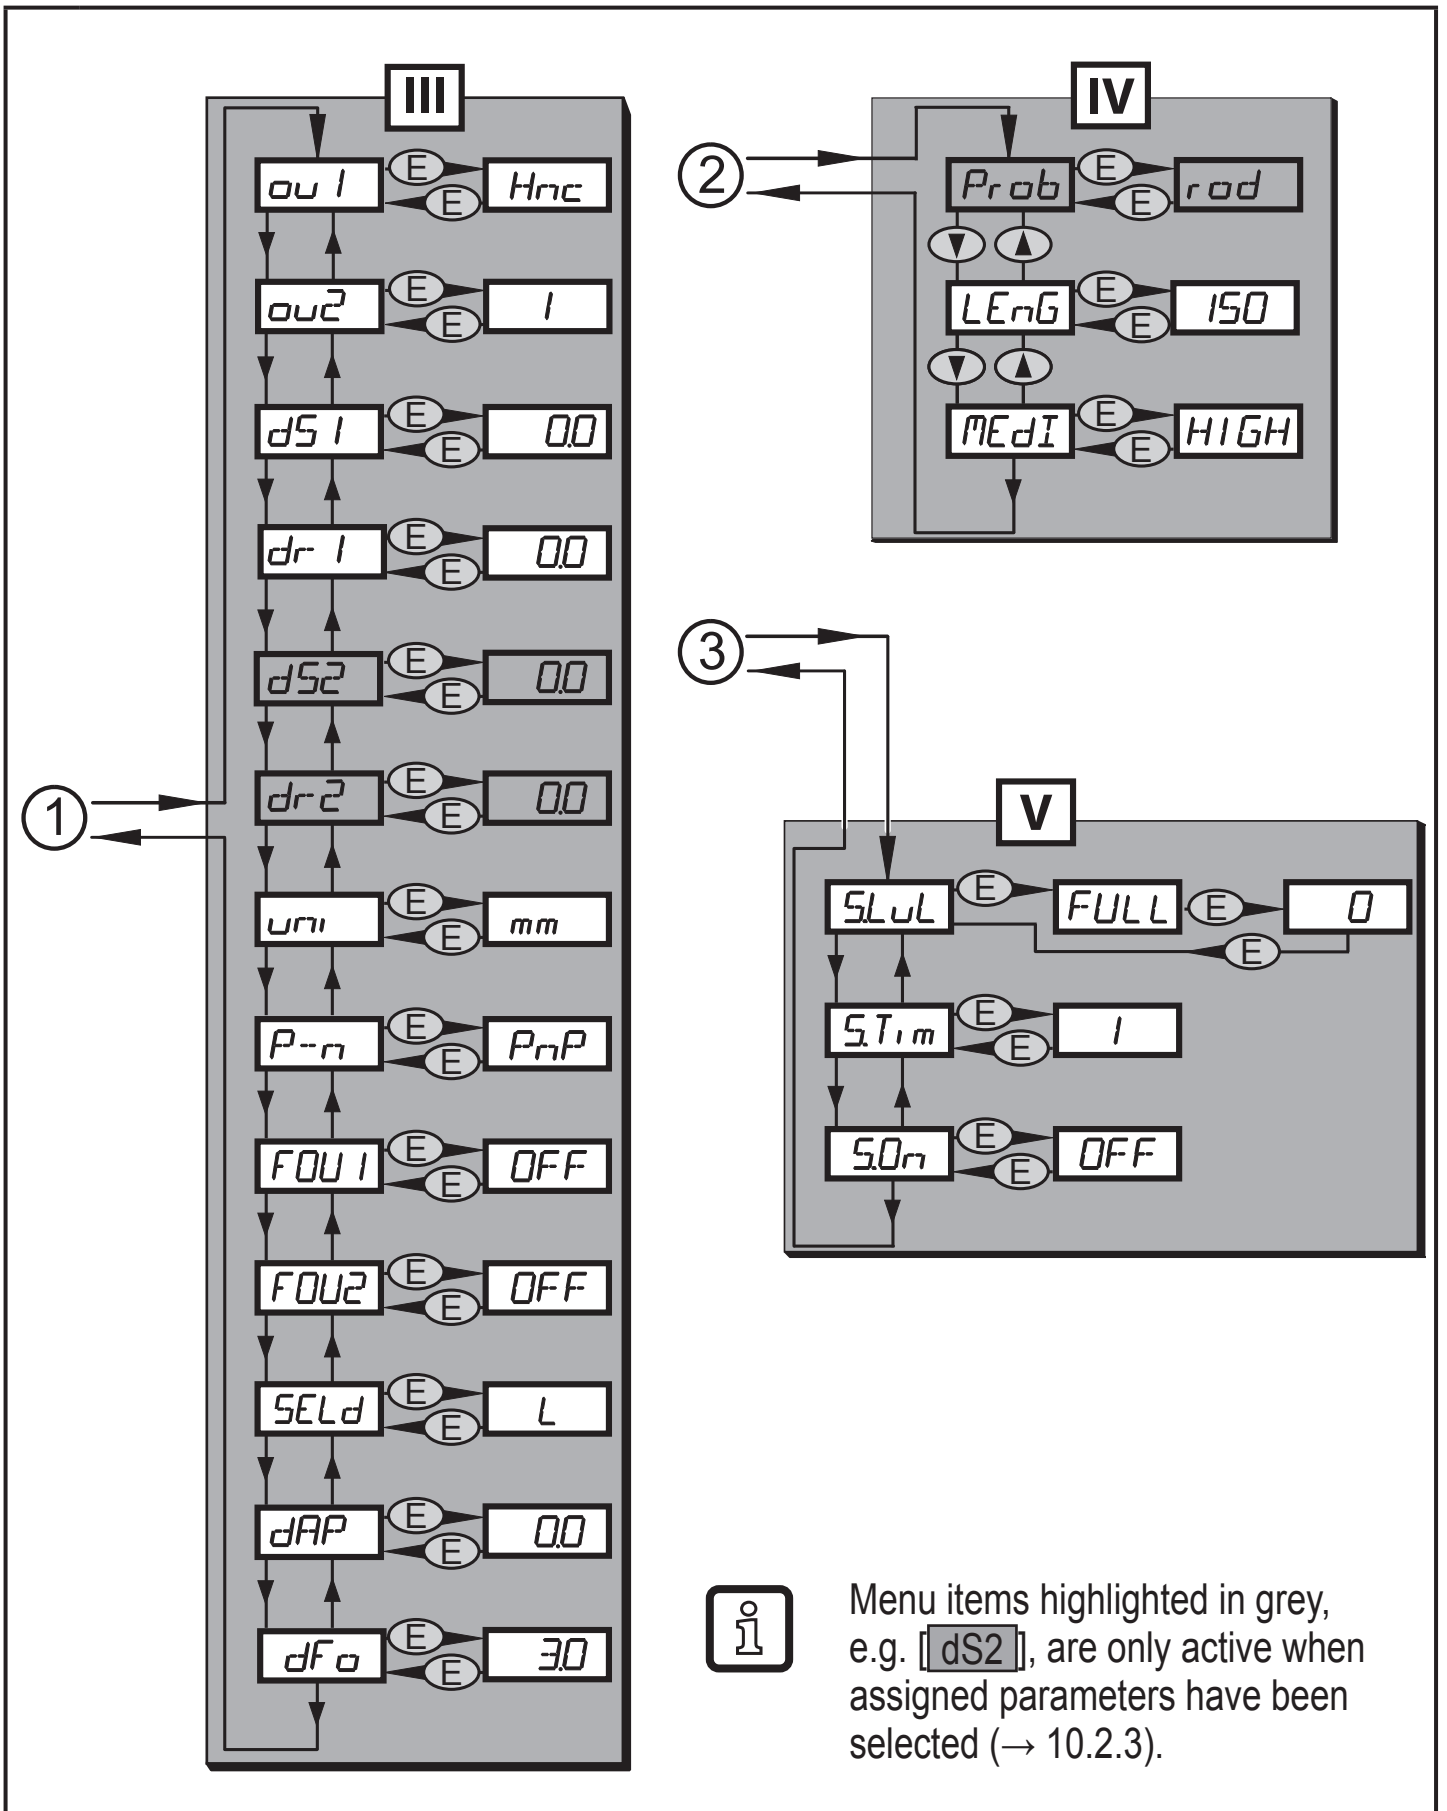 III
ou1 E E Hnc
ou2 E E 1
dS1 E E 0.0
dr1 E E 0.0
dS2 E E 0.0
dr2 E E 0.0
uni E E mm
P-n E E PnP
FOU1 E E OFF
FOU2 E E OFF
SELd E E L
dAP E E 0.0
dFo E E 3.0
1
IV
2
Prob E E rod
LEnG E E 150
MEdI E E HIGH
3
V
S.LvL E FULL E 0
E
S.Tim E E 1
S.On E E OFF
i
Menu items highlighted in grey,
e.g. [ dS2 ], are only active when
assigned parameters have been
selected (→ 10.2.3).